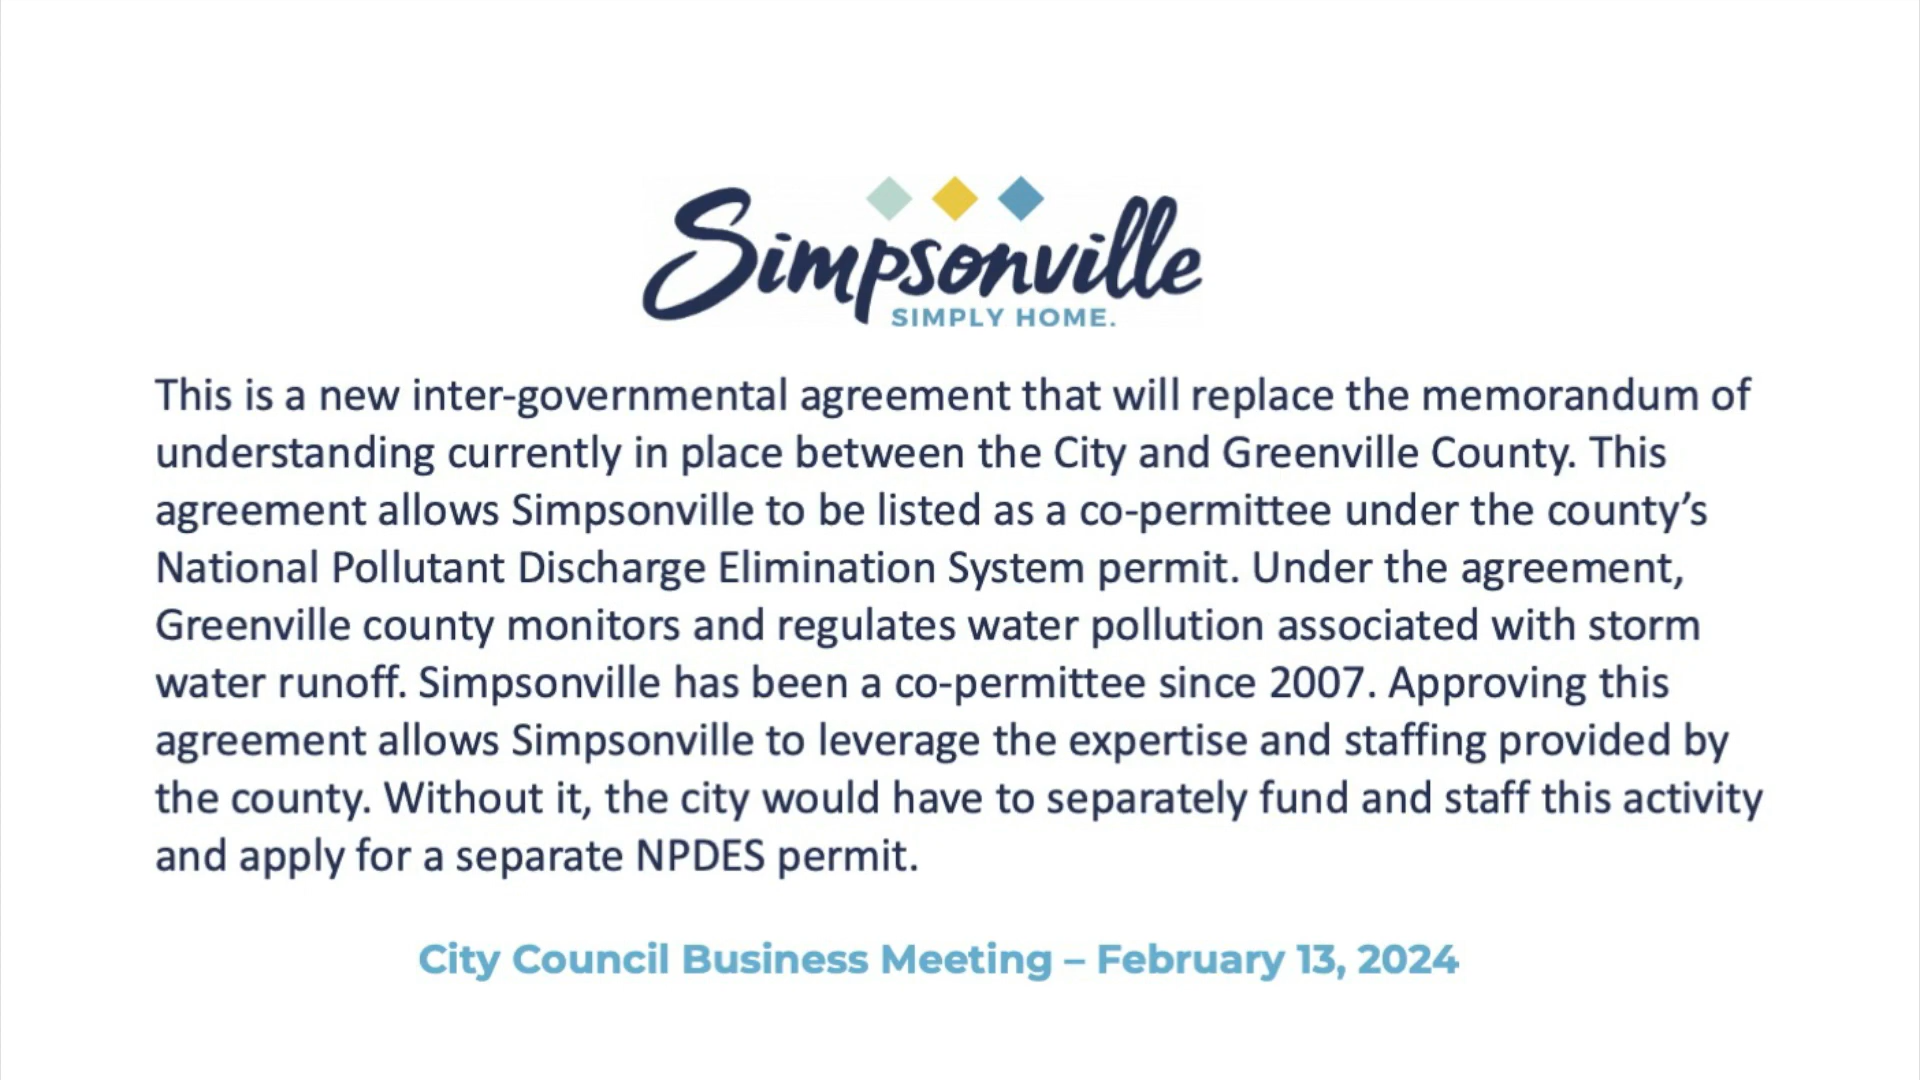 Simpsonville
SIMPLY HOME.
This is a new inter-governmental agreement that will replace the memorandum of
understanding currently in place between the City and Greenville County. This
agreement allows Simpsonville to be listed as a co-permittee under the county’s
National Pollutant Discharge Elimination System permit. Under the agreement,
Greenville county monitors and regulates water pollution associated with storm
water runoff. Simpsonville has been a co-permittee since 2007. Approving this
agreement allows Simpsonville to leverage the expertise and staffing provided by
the county. Without it, the city would have to separately fund and staff this activity
and apply for a separate NPDES permit.
City Council Business Meeting – February 13, 2024